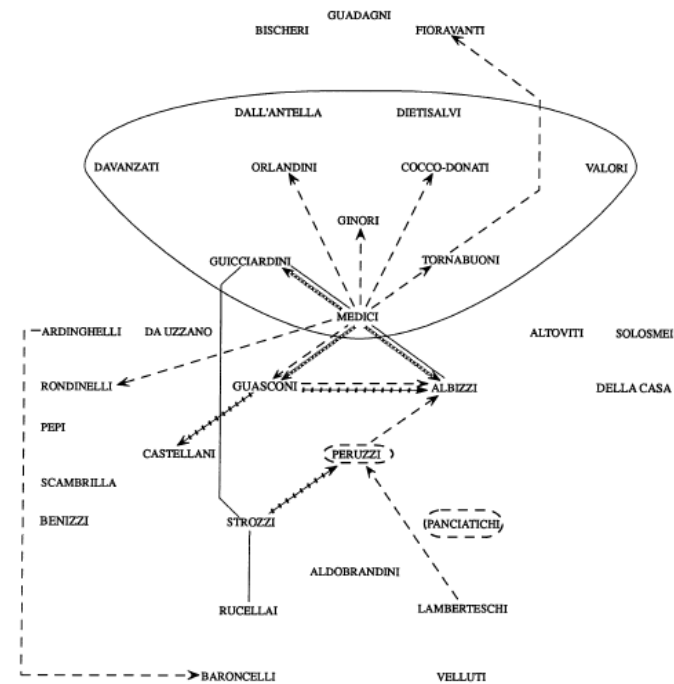 GUADAGNI
BISCHERI
FIORAVANTI
DALL'ANTELLA
DIETISALVI
DAVANZATI
ORLANDINI
COCCO-DONATI
VALORI
GINORI
GUICCIARDINI
TORNABUONI
MEDICI
ARDINGHELLI
DA UZZANO
ALTOVITI
SOLOSMEI
RONDINELLI
GUASCONI
ALBIZZI
DELLA CASA
PEPI
CASTELLANI
PERUZZI
SCAMBRILLA
BENIZZI
STROZZI
PANCIATICHI
ALDOBRANDINI
RUCELLAI
LAMBERTESCHI
BARONCELLI
VELLUTI